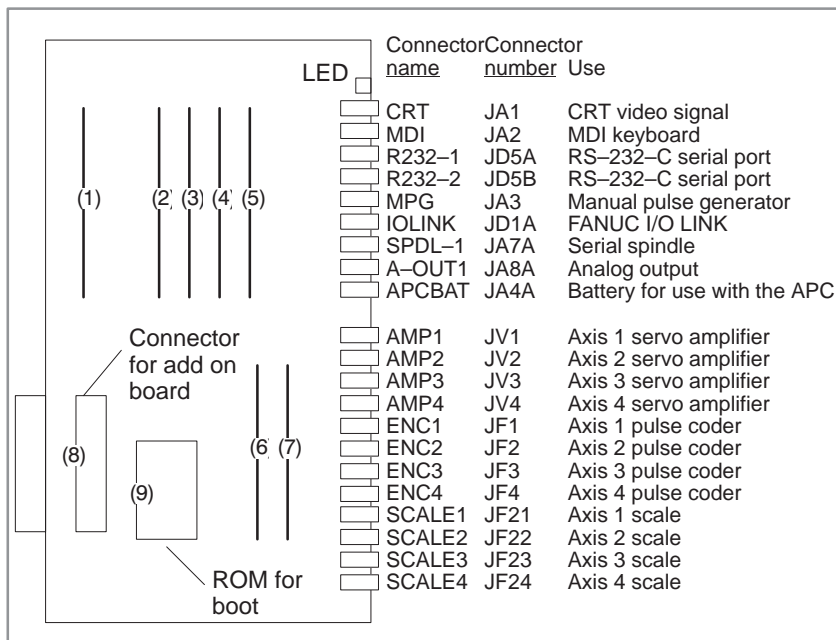 Connector Connector
LED name number Use
CRT JA1 CRT video signal
MDI JA2 MDI keyboard
R232–1 JD5A RS–232–C serial port
R232–2 JD5B RS–232–C serial port
(1) (2) (3) (4) (5) MPG JA3 Manual pulse generator
IOLINK JD1A FANUC I/O LINK
SPDL–1 JA7A Serial spindle
A–OUT1 JA8A Analog output
APCBAT JA4A Battery for use with the APC
Connector
for add on
board
AMP1 JV1 Axis 1 servo amplifier
AMP2 JV2 Axis 2 servo amplifier
AMP3 JV3 Axis 3 servo amplifier
AMP4 JV4 Axis 4 servo amplifier
ENC1 JF1 Axis 1 pulse coder
(6) (7) ENC2 JF2 Axis 2 pulse coder
(8) ENC3 JF3 Axis 3 pulse coder
(9) ENC4 JF4 Axis 4 pulse coder
SCALE1 JF21 Axis 1 scale
SCALE2 JF22 Axis 2 scale
SCALE3 JF23 Axis 3 scale
SCALE4 JF24 Axis 4 scale
ROM for
boot